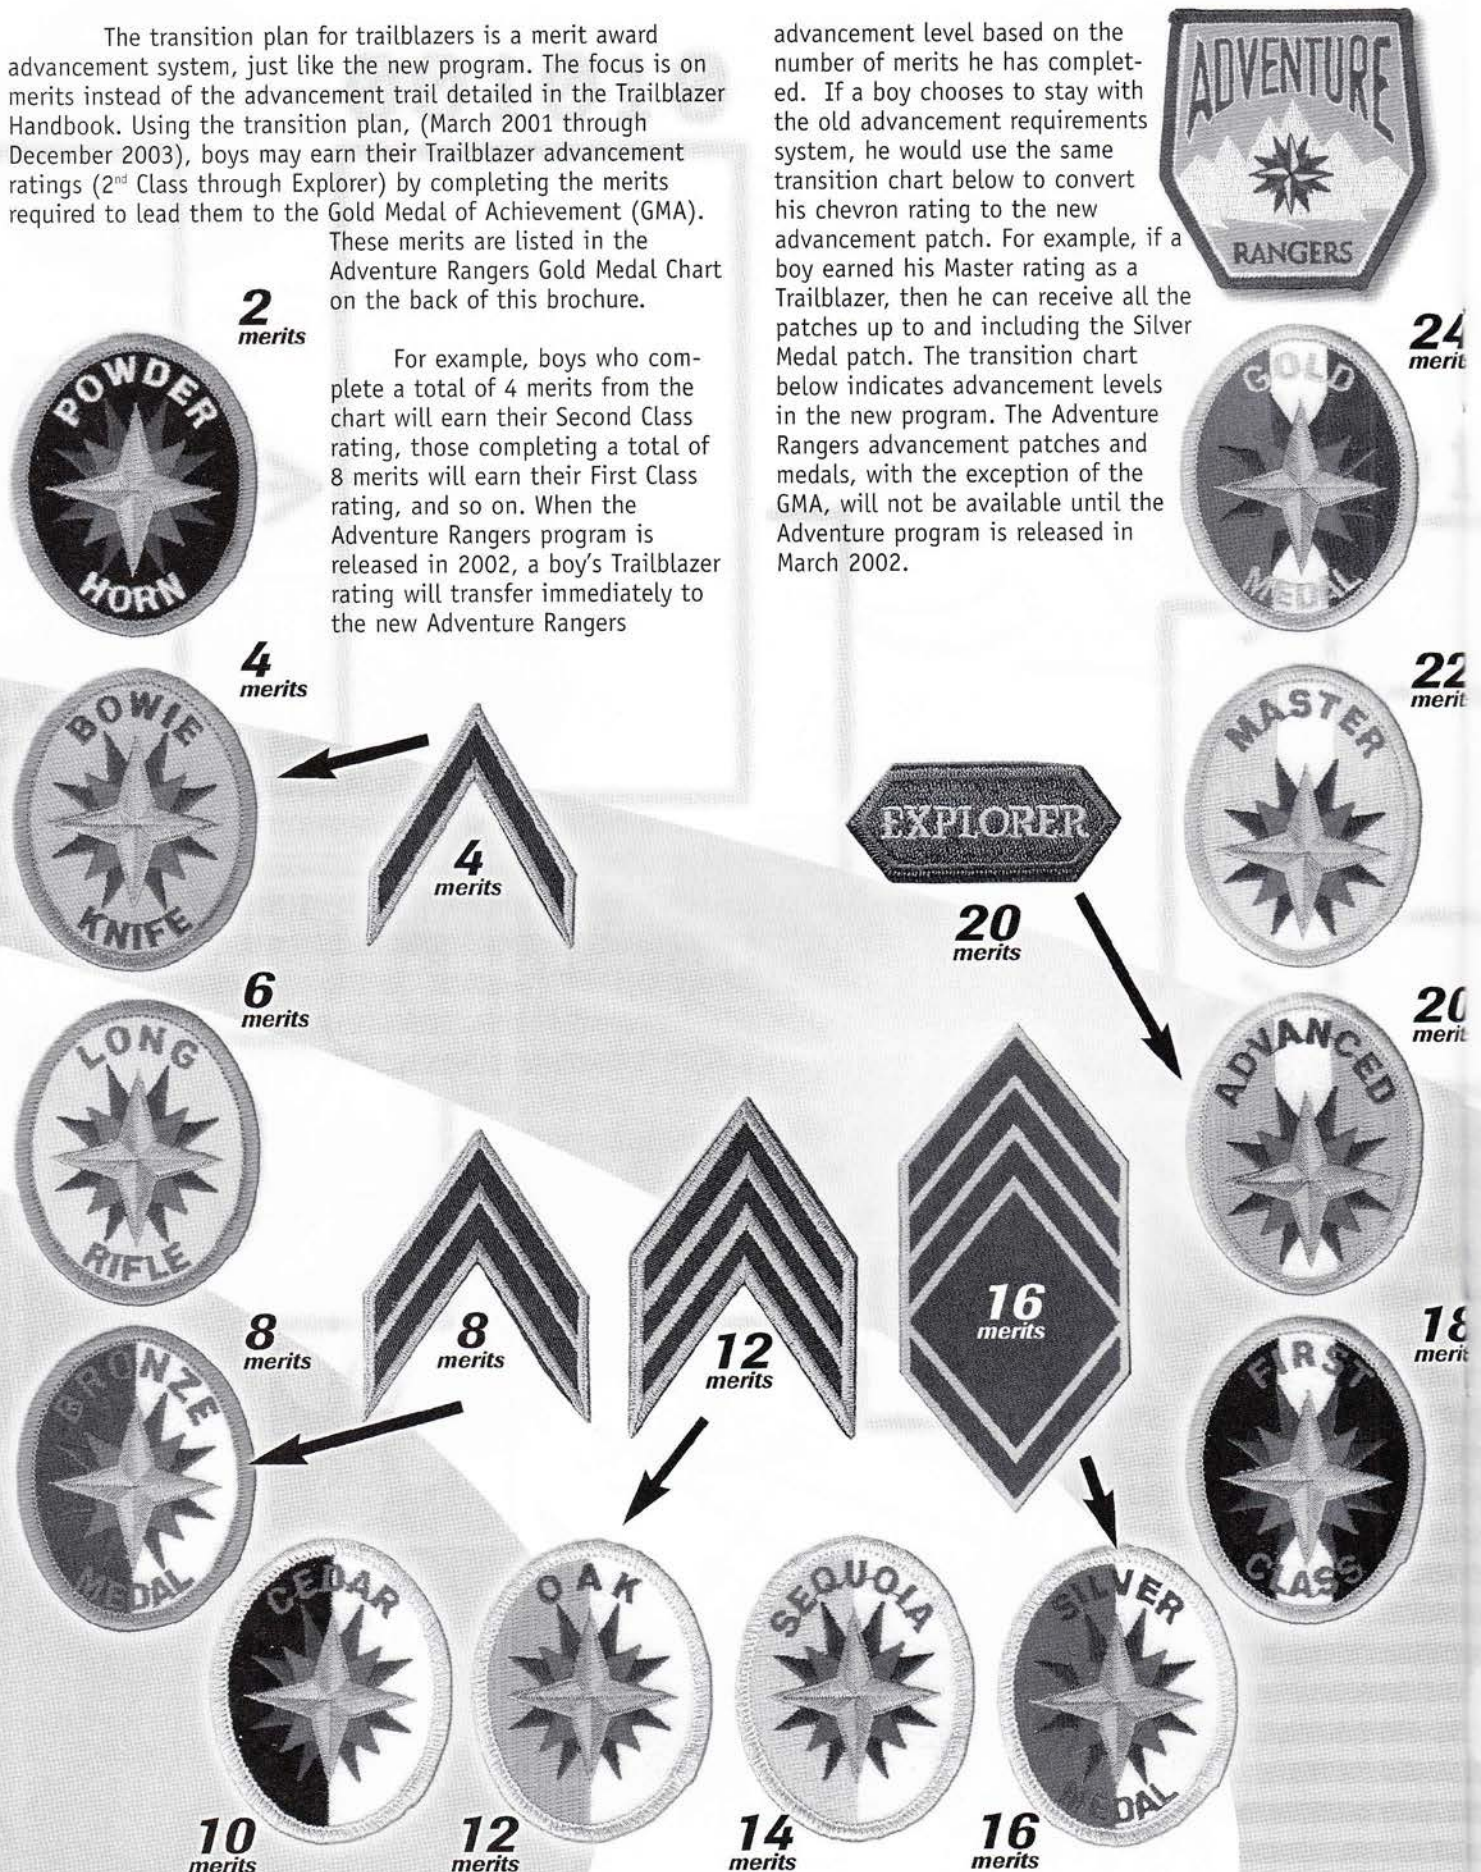 The transition plan for trailblazers is a merit award
advancement system, just like the new program. The focus is on
merits instead of the advancement trail detailed in the Trailblazer
Handbook. Using the transition plan, (March 2001 through
December 2003), boys may earn their Trailblazer advancement
ratings (2nd Class through Explorer) by completing the merits
required to lead them to the Gold Medal of Achievement (GMA).
These merits are listed in the
Adventure Rangers Gold Medal Chart
on the back of this brochure.
For example, boys who com-
plete a total of 4 merits from the
chart will earn their Second Class
rating, those completing a total of
8 merits will earn their First Class
rating, and so on. When the
Adventure Rangers program is
released in 2002, a boy's Trailblazer
rating will transfer immediately to
the new Adventure Rangers
advancement level based on the
number of merits he has complet-
ed. If a boy chooses to stay with
the old advancement requirements
system, he would use the same
transition chart below to convert
his chevron rating to the new
advancement patch. For example, if a
boy earned his Master rating as a
Trailblazer, then he can receive all the
patches up to and including the Silver
Medal patch. The transition chart
below indicates advancement levels
in the new program. The Adventure
Rangers advancement patches and
medals, with the exception of the
GMA, will not be available until the
Adventure program is released in
March 2002.
ADVENTURE
RANGERS
2
merits
POWDER
HORN
4
merits
BOWIE
KNIFE
4
merits
6
merits
LONG
RIFLE
8
merits
BRONZE
MEDAL
8
merits
12
merits
16
merits
EXPLORER
20
merits
10
merits
CEDAR
12
merits
OAK
14
merits
SEQUOIA
16
merits
SILVER
MEDAL
18
merit
FIRST
CLASS
20
merit
ADVANCED
22
merit
MASTER
24
merit
GOLD
MEDAL